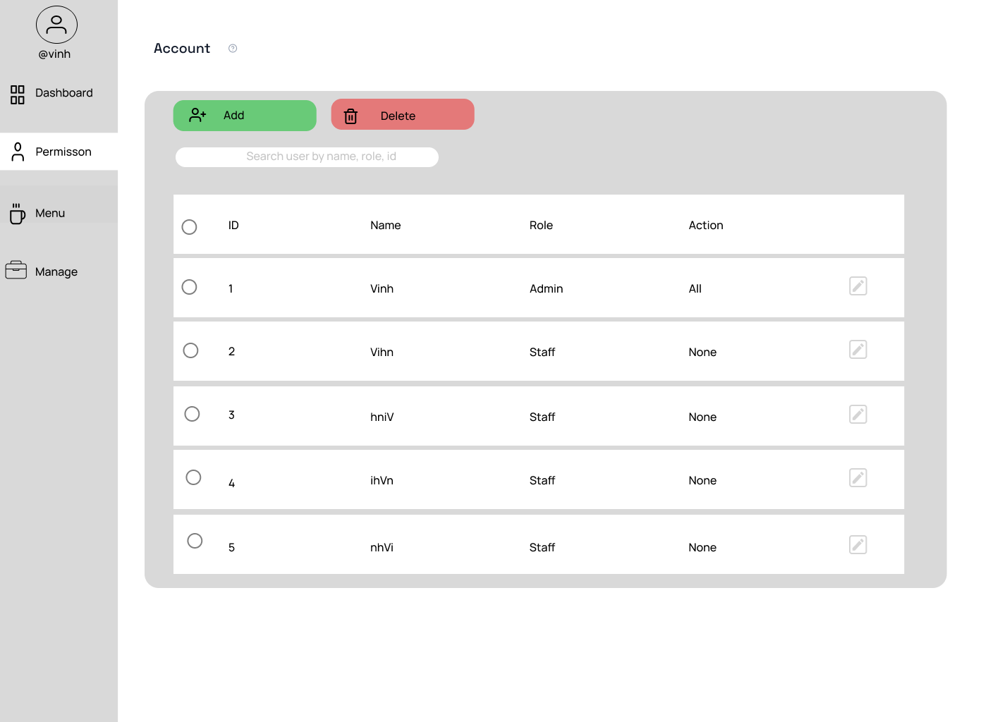 @vinh
Dashboard
Permisson
Menu
Manage
Account
Add
Delete
Search user by name, role, id
ID Name Role Action
1 Vinh Admin All
2 Vihn Staff None
3 hniV Staff None
4 ihVn Staff None
5 nhVi Staff None